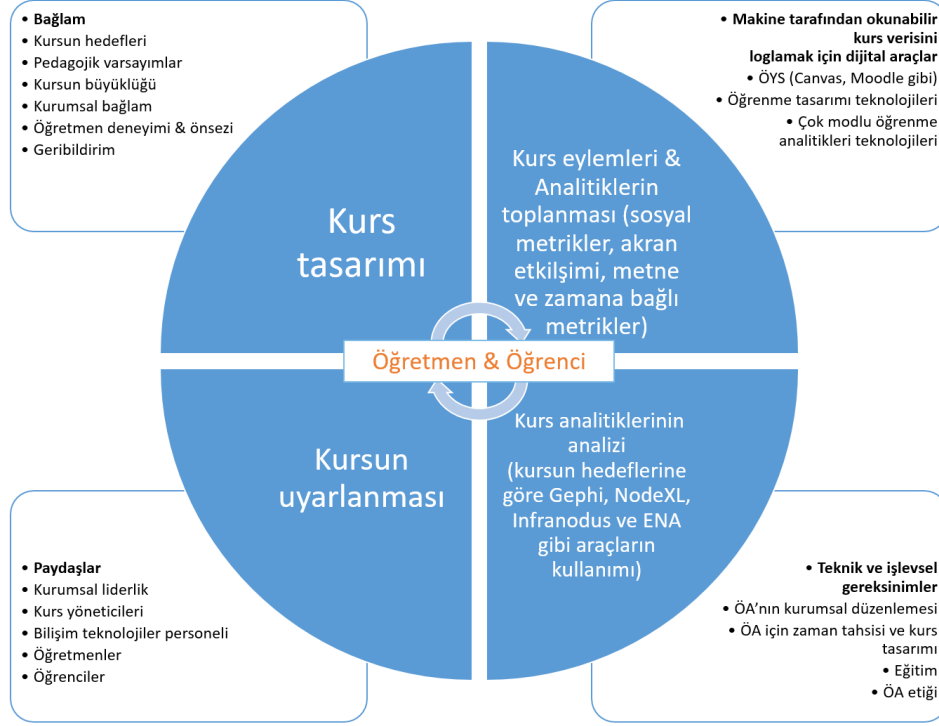 • Bağlam
• Kursun hedefleri
• Pedagojik varsayımlar
• Kursun büyüklüğü
• Kurumsal bağlam
• Öğretmen deneyimi & önsezi
• Geribildirim
• Makine tarafından okunabilir
kurs verisini
loglamak için dijital araçlar
• ÖYS (Canvas, Moodle gibi)
• Öğrenme tasarımı teknolojileri
• Çok modlu öğrenme
analitikleri teknolojileri
Kurs
tasarımı
Kurs eylemleri &
Analitiklerin
toplanması (sosyal
metrikler, akran
etkilşimi, metne
ve zamana bağlı
metrikler)
Öğretmen & Öğrenci
Kursun
uyarlanması
Kurs analitiklerinin
analizi
(kursun hedeflerine
göre Gephi, NodeXL,
Infranodus ve ENA
gibi araçların
kullanımı)
• Paydaşlar
• Kurumsal liderlik
• Kurs yöneticileri
• Bilişim teknolojiler personeli
• Öğretmenler
• Öğrenciler
• Teknik ve işlevsel
gereksinimler
• ÖA’nın kurumsal düzenlemesi
• ÖA için zaman tahsisi ve kurs
tasarımı
• Eğitim
• ÖA etiği